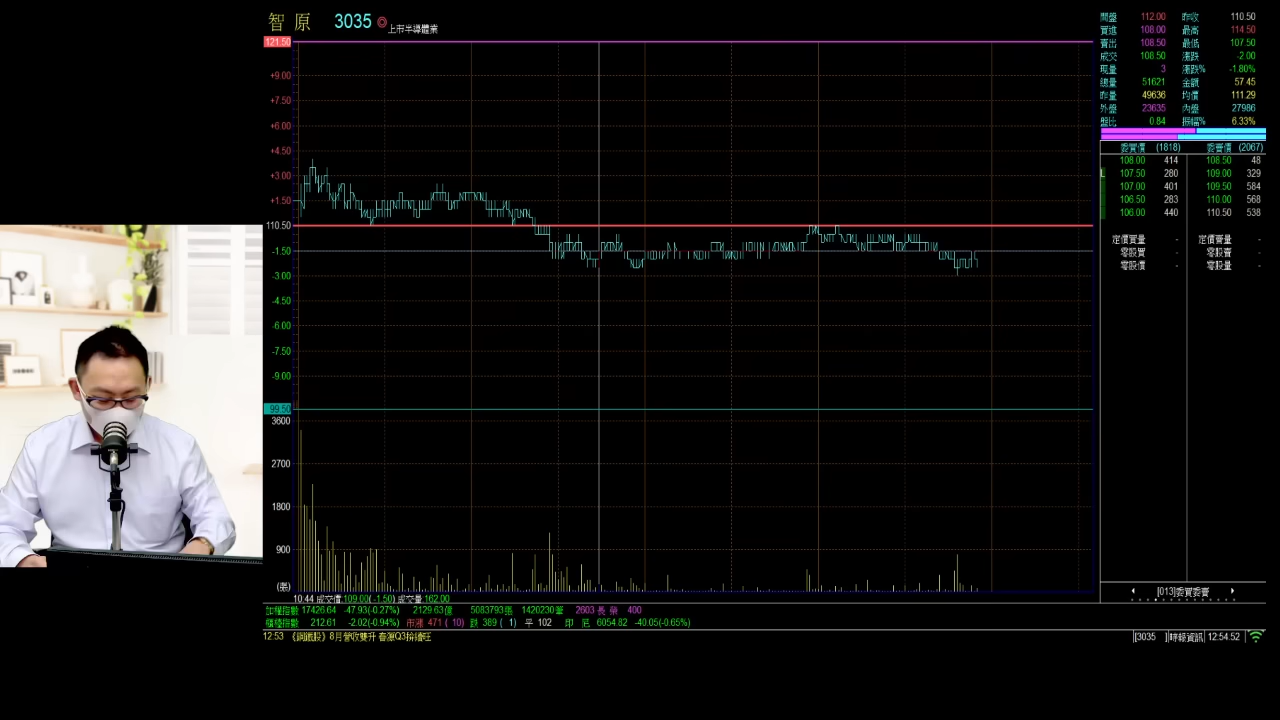 智原 3035 ◎上市半導體業
121.50
+9.00
+7.50
+6.00
+4.50
+3.00
+1.50
110.50
-1.50
-3.00
-4.50
-6.00
-7.50
-9.00
99.50
3600
2700
1800
900
(張)
10:44 成交價 109.00(-1.50) 成交量 162.00
開盤 112.00 昨收 110.50
買進 108.00 最高 114.50
賣出 108.50 最低 107.50
成交 108.50 漲跌 -2.00
現量 3 漲跌% -1.80%
總量 51621 金額 57.45
昨量 49636 均價 111.29
外盤 23635 內盤 27986
盤比 0.84 振幅% 6.33%
委買價 (1818) 委賣價 (2067)
108.00 414 108.50 48
107.50 280 109.00 329
107.00 401 109.50 584
106.50 283 110.00 568
106.00 440 110.50 538
定價買量 - 定價賣量 -
零股買 - 零股賣 -
零股價 - 零股量 -
[013]委買委賣
加權指數 17426.64 -47.93(-0.27%) 2129.63億 5083793張 1420230筆 2603 長榮 400
櫃檯指數 212.61 -2.02(-0.94%) 市漲 471 ( 10) 跌 389 ( 1) 平 102 印尼 6054.82 -40.05(-0.65%)
12:53 《鋼鐵股》8月營收雙升 春源Q3拚續旺
[3035 ] 12:54:52